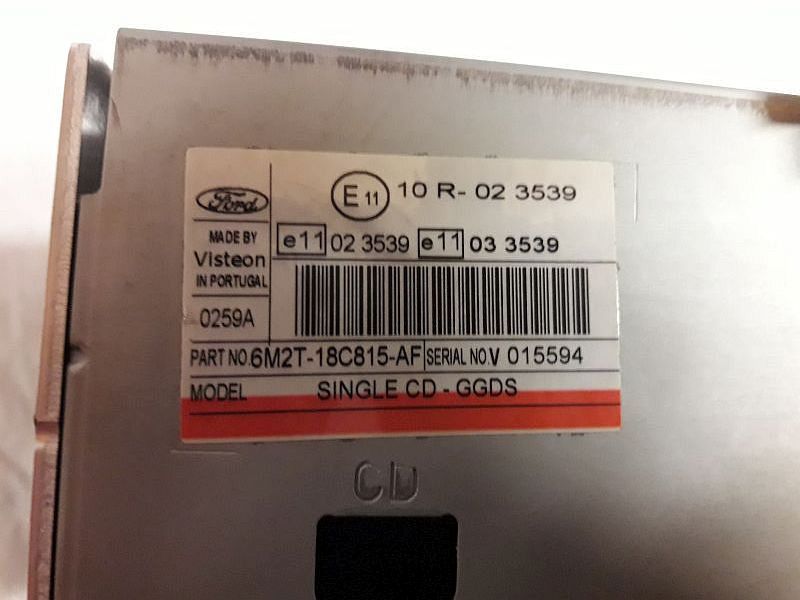 Ford
E 11 10 R- 02 3539
e11 02 3539 e11 03 3539
MADE BY
Visteon
IN PORTUGAL
0259A
PART NO. 6M2T-18C815-AF SERIAL NO. V 015594
MODEL SINGLE CD - GGDS
CD